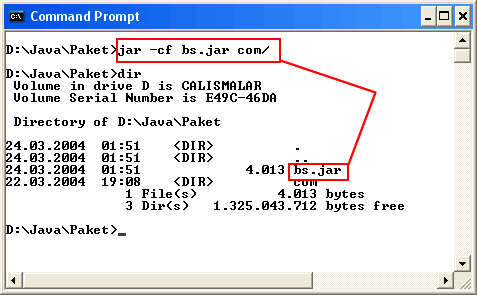 Command Prompt
D:\Java\Paket>jar -cf bs.jar com/
D:\Java\Paket>dir
Volume in drive D is CALISMALAR
Volume Serial Number is E49C-46DA
Directory of D:\Java\Paket
24.03.2004 01:51 <DIR> .
24.03.2004 01:51 <DIR> ..
24.03.2004 01:51 4.013 bs.jar
22.03.2004 19:08 <DIR> com
1 File(s) 4.013 bytes
3 Dir(s) 1.325.043.712 bytes free
D:\Java\Paket>_